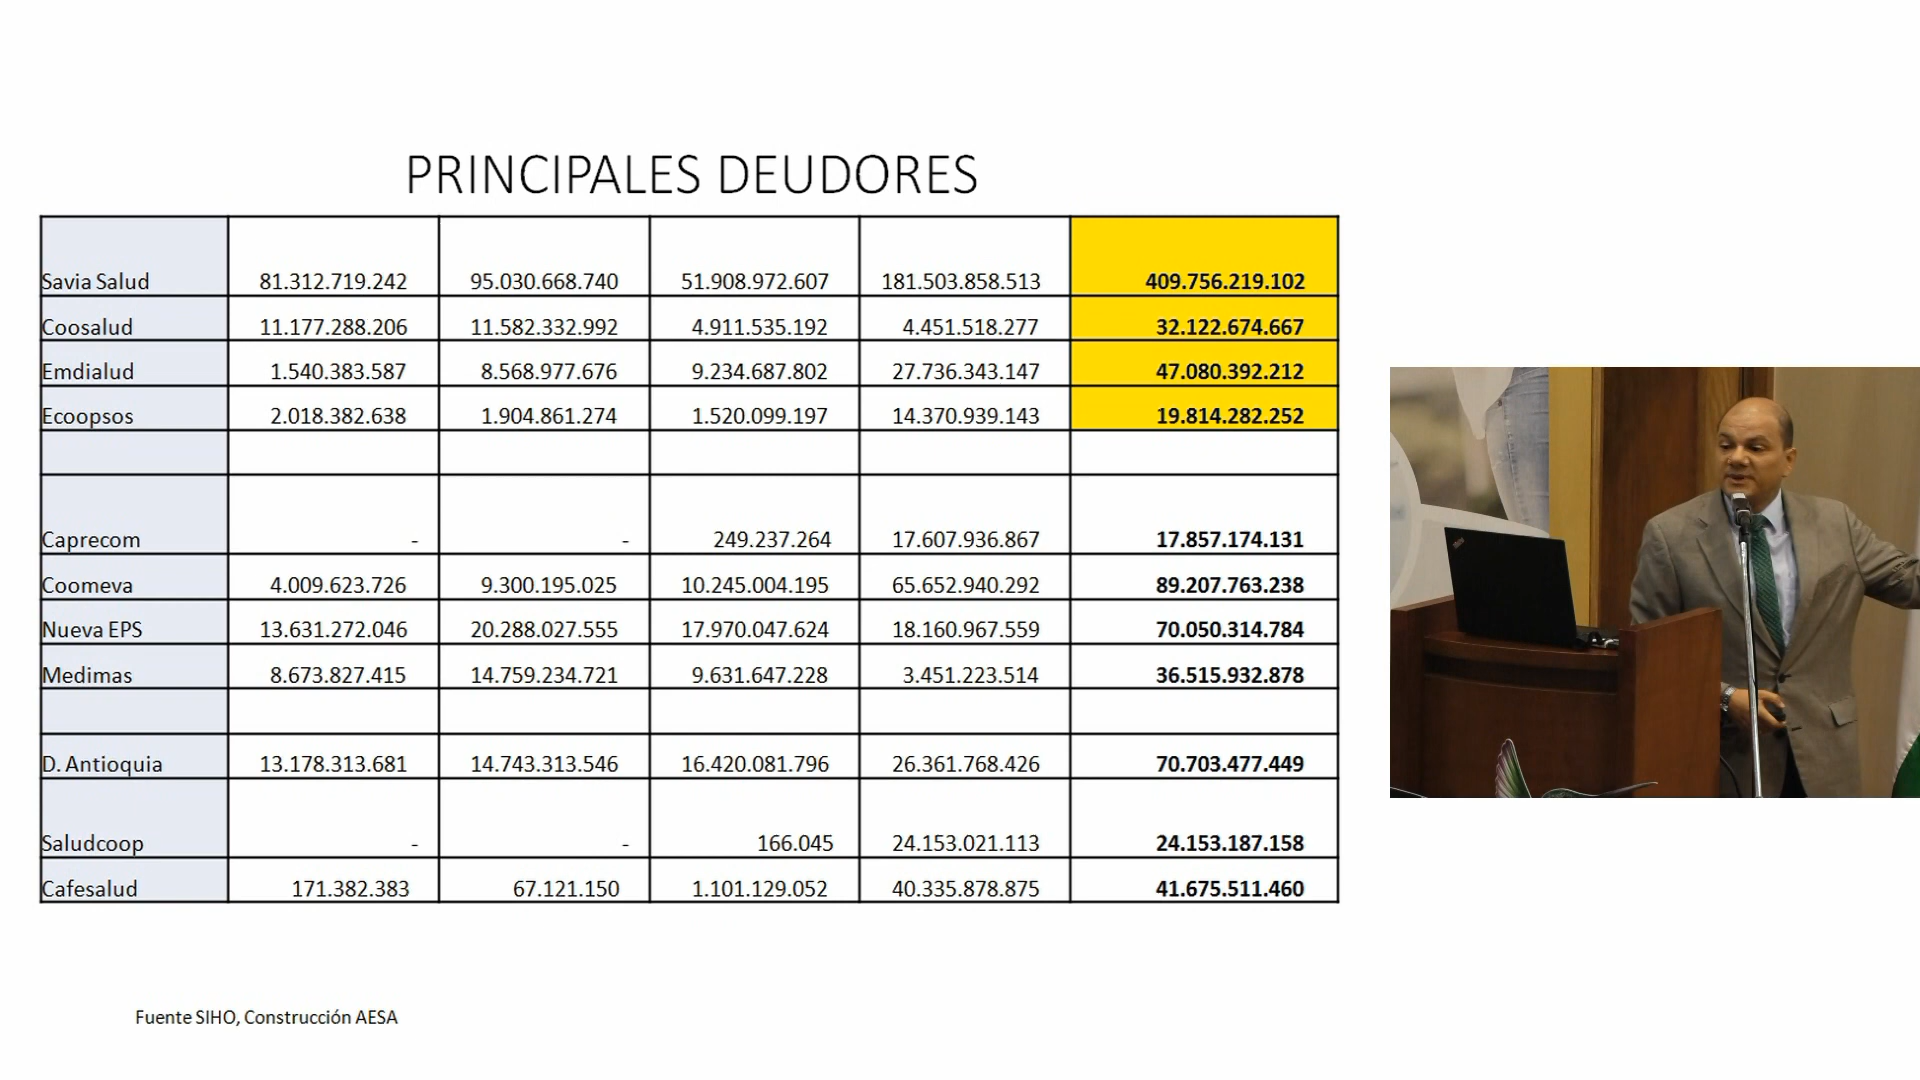 PRINCIPALES DEUDORES
Savia Salud 81.312.719.242 95.030.668.740 51.908.972.607 181.503.858.513 409.756.219.102
Coosalud 11.177.288.206 11.582.332.992 4.911.535.192 4.451.518.277 32.122.674.667
Emdialud 1.540.383.587 8.568.977.676 9.234.687.802 27.736.343.147 47.080.392.212
Ecoopsos 2.018.382.638 1.904.861.274 1.520.099.197 14.370.939.143 19.814.282.252
Caprecom - - 249.237.264 17.607.936.867 17.857.174.131
Coomeva 4.009.623.726 9.300.195.025 10.245.004.195 65.652.940.292 89.207.763.238
Nueva EPS 13.631.272.046 20.288.027.555 17.970.047.624 18.160.967.559 70.050.314.784
Medimas 8.673.827.415 14.759.234.721 9.631.647.228 3.451.223.514 36.515.932.878
D. Antioquia 13.178.313.681 14.743.313.546 16.420.081.796 26.361.768.426 70.703.477.449
Saludcoop - - 166.045 24.153.021.113 24.153.187.158
Cafesalud 171.382.383 67.121.150 1.101.129.052 40.335.878.875 41.675.511.460
Fuente SIHO, Construcción AESA